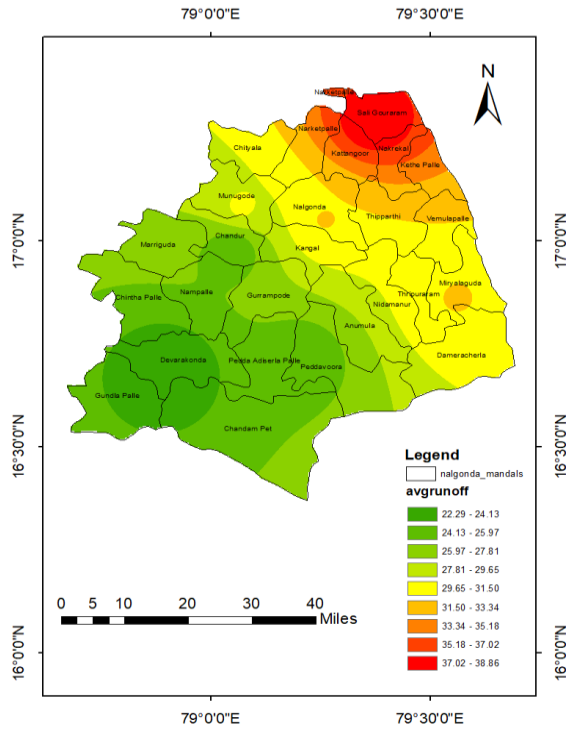 79°0'0"E
79°30'0"E
N
Narketpalle
Sali Gouraram
Narketpalle
Nakrekal
Chityala
Kattangoor
Kethe Palle
Munugode
Nalgonda
Thipparthi
Vemulapalle
Chandur
Marriguda
Kangal
17°0'0"N
17°0'0"N
Miryalaguda
Chintha Palle
Nampalle
Gurrampode
Thripuraram
Nidamanur
Anumula
Devarakonda
Pedda Adiserla Palle
Peddavoora
Dameracherla
Gundla Palle
Chandam Pet
16°30'0"N
16°30'0"N
Legend
nalgonda_mandals
avgrunoff
22.29 - 24.13
24.13 - 25.97
25.97 - 27.81
27.81 - 29.65
29.65 - 31.50
31.50 - 33.34
33.34 - 35.18
35.18 - 37.02
37.02 - 38.86
0 5 10 20 30 40
Miles
16°0'0"N
16°0'0"N
79°0'0"E
79°30'0"E